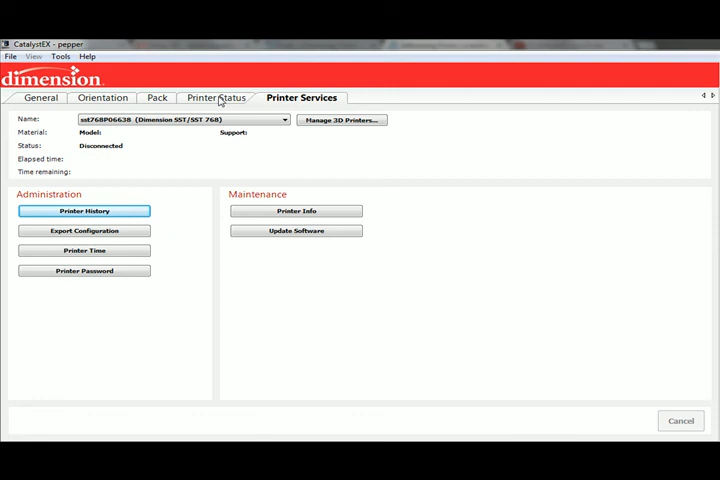 CatalystEX - pepper
File View Tools Help
dimension
General Orientation Pack Printer Status Printer Services
Name: sst768P06638 (Dimension SST/SST 768) Manage 3D Printers...
Material: Model: Support:
Status: Disconnected
Elapsed time:
Time remaining:
Administration Maintenance
Printer History Printer Info
Export Configuration Update Software
Printer Time
Printer Password
Cancel